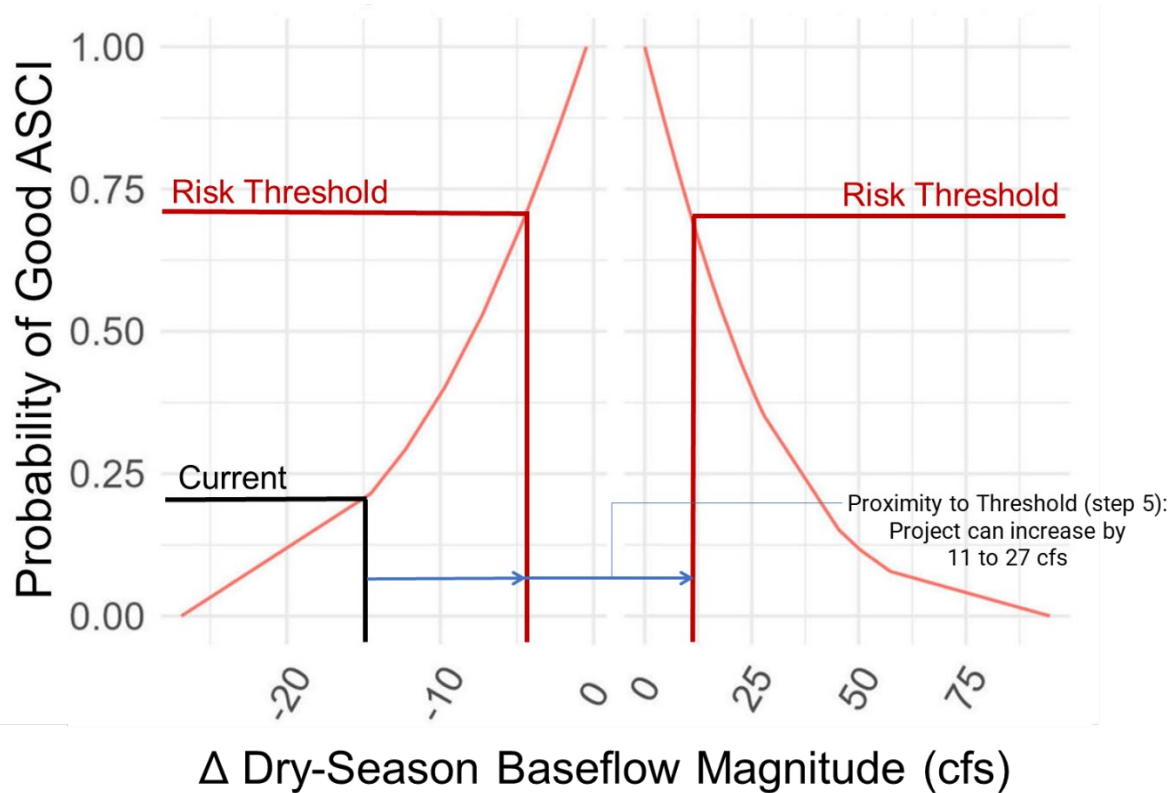 Probability of Good ASCI
1.00
0.75
0.50
0.25
0.00
Risk Threshold
Risk Threshold
Current
Proximity to Threshold (step 5):
Project can increase by
11 to 27 cfs
-20
-10
0
0
25
50
75
Δ Dry-Season Baseflow Magnitude (cfs)